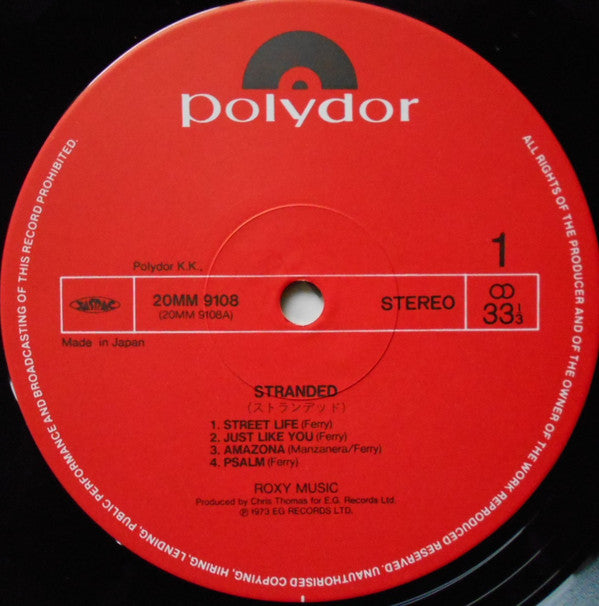 polydor
1
Polydor K.K.,
JASRAC
20MM 9108
(20MM 9108A)
STEREO
33 1/3
Made in Japan
STRANDED
(ストランデッド)
1. STREET LIFE (Ferry)
2. JUST LIKE YOU (Ferry)
3. AMAZONA (Manzanera/Ferry)
4. PSALM (Ferry)
ROXY MUSIC
Produced by Chris Thomas for E.G. Records Ltd.
Ⓟ 1973 EG RECORDS LTD.
ALL RIGHTS OF THE PRODUCER AND OF THE OWNER OF THE WORK REPRODUCED RESERVED. UNAUTHORISED COPYING, HIRING, LENDING, PUBLIC PERFORMANCE AND BROADCASTING OF THIS RECORD PROHIBITED.